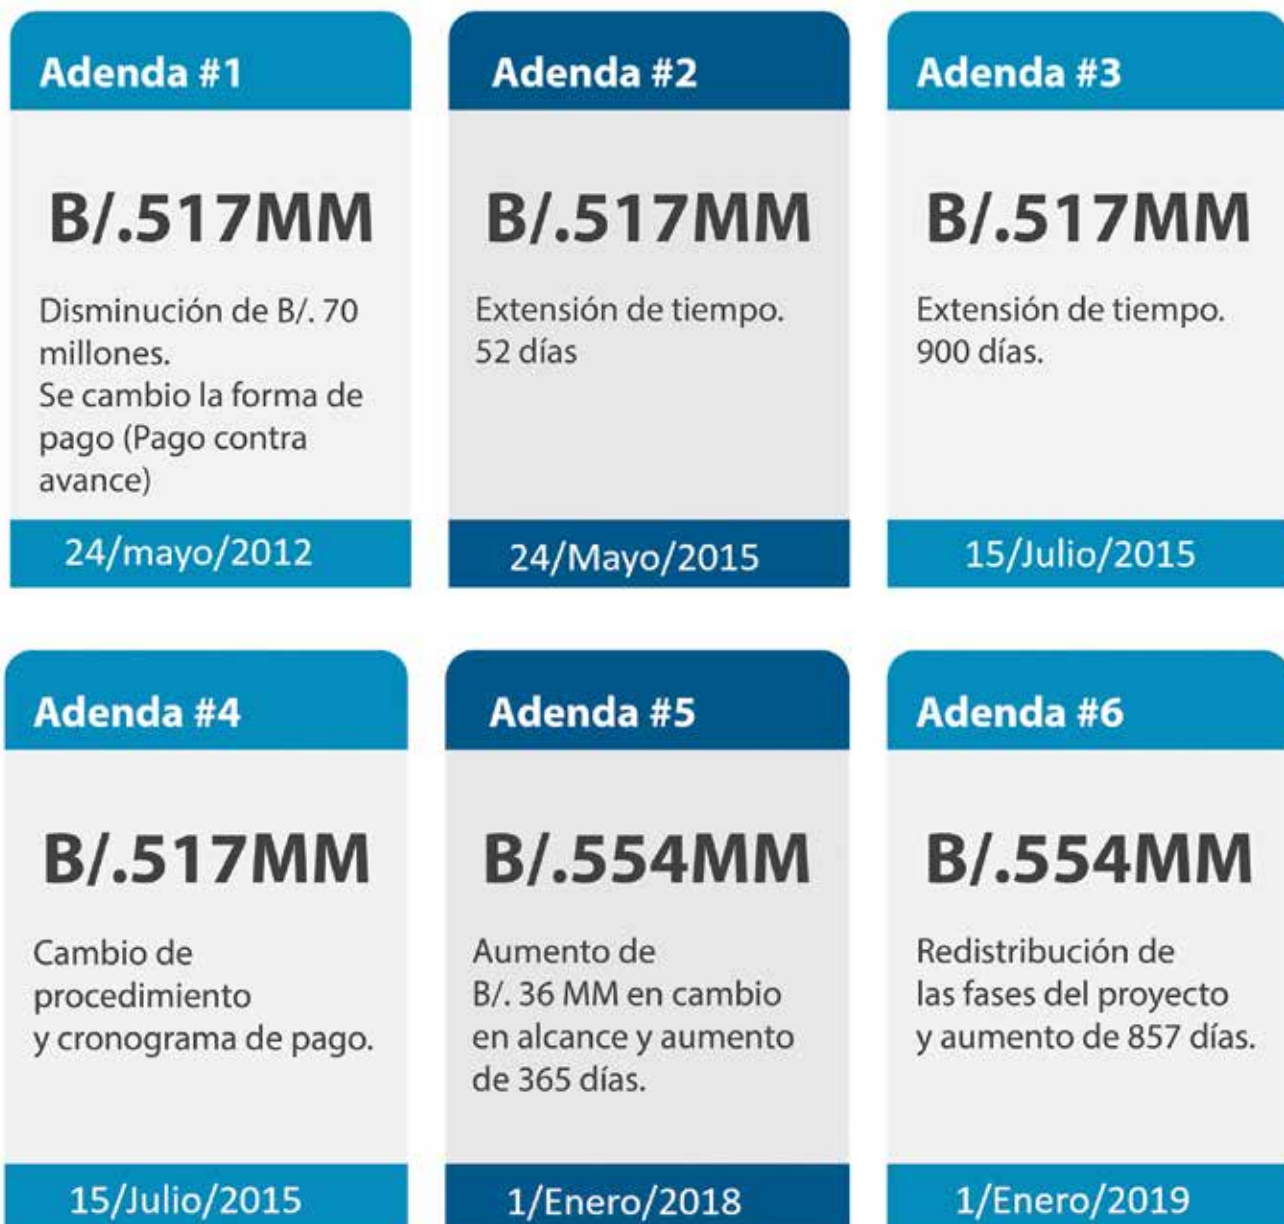 Adenda #1
B/.517MM
Disminución de B/. 70
millones.
Se cambio la forma de
pago (Pago contra
avance)
24/mayo/2012
Adenda #2
B/.517MM
Extensión de tiempo.
52 días
24/Mayo/2015
Adenda #3
B/.517MM
Extensión de tiempo.
900 días.
15/Julio/2015
Adenda #4
B/.517MM
Cambio de
procedimiento
y cronograma de pago.
15/Julio/2015
Adenda #5
B/.554MM
Aumento de
B/. 36 MM en cambio
en alcance y aumento
de 365 días.
1/Enero/2018
Adenda #6
B/.554MM
Redistribución de
las fases del proyecto
y aumento de 857 días.
1/Enero/2019